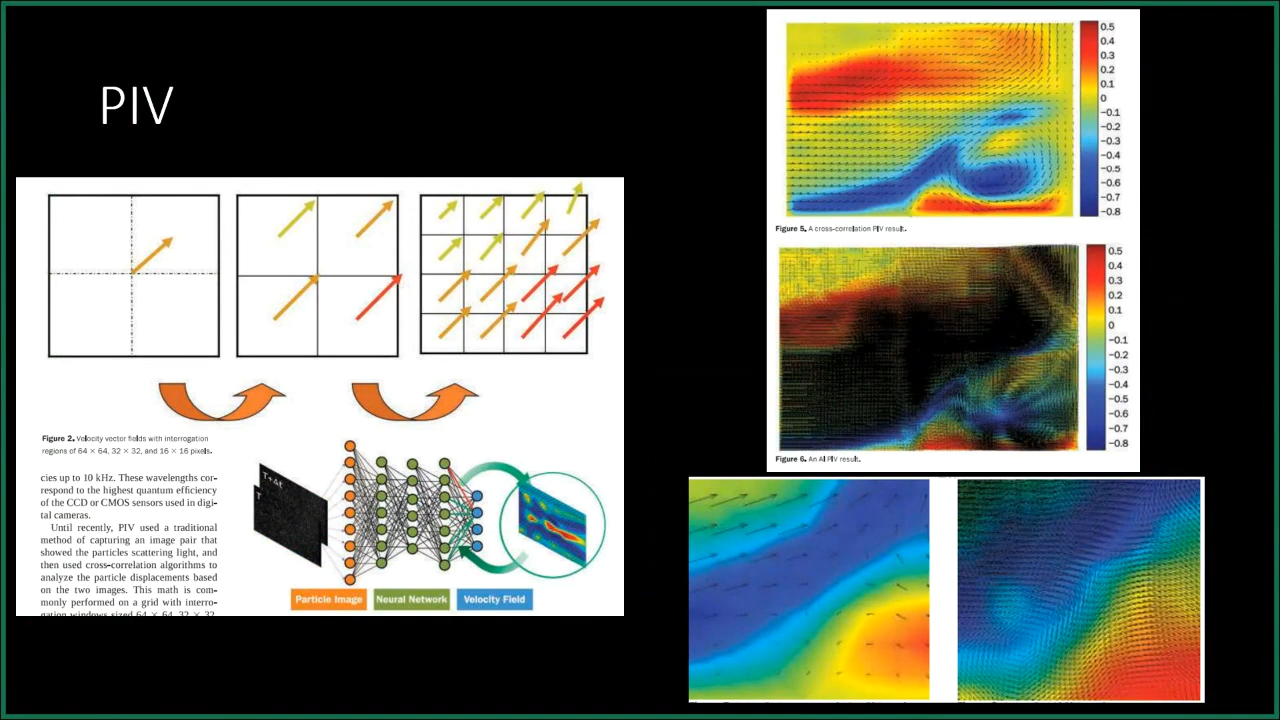 PIV
Figure 2. Velocity vector fields with interrogation
regions of 64 × 64, 32 × 32, and 16 × 16 pixels.
cies up to 10 kHz. These wavelengths cor-
respond to the highest quantum efficiency
of the CCD or CMOS sensors used in digi-
tal cameras.
Until recently, PIV used a traditional
method of capturing an image pair that
showed the particles scattering light, and
then used cross-correlation algorithms to
analyze the particle displacements based
on the two images. This math is com-
monly performed on a grid with interro-
gation windows sized 64 × 64, 32 × 32,
T+Δt
T
Particle Image
Neural Network
Velocity Field
0.5
0.4
0.3
0.2
0.1
0
−0.1
−0.2
−0.3
−0.4
−0.5
−0.6
−0.7
−0.8
Figure 5. A cross-correlation PIV result.
0.5
0.4
0.3
0.2
0.1
0
−0.1
−0.2
−0.3
−0.4
−0.5
−0.6
−0.7
−0.8
Figure 6. An AI PIV result.